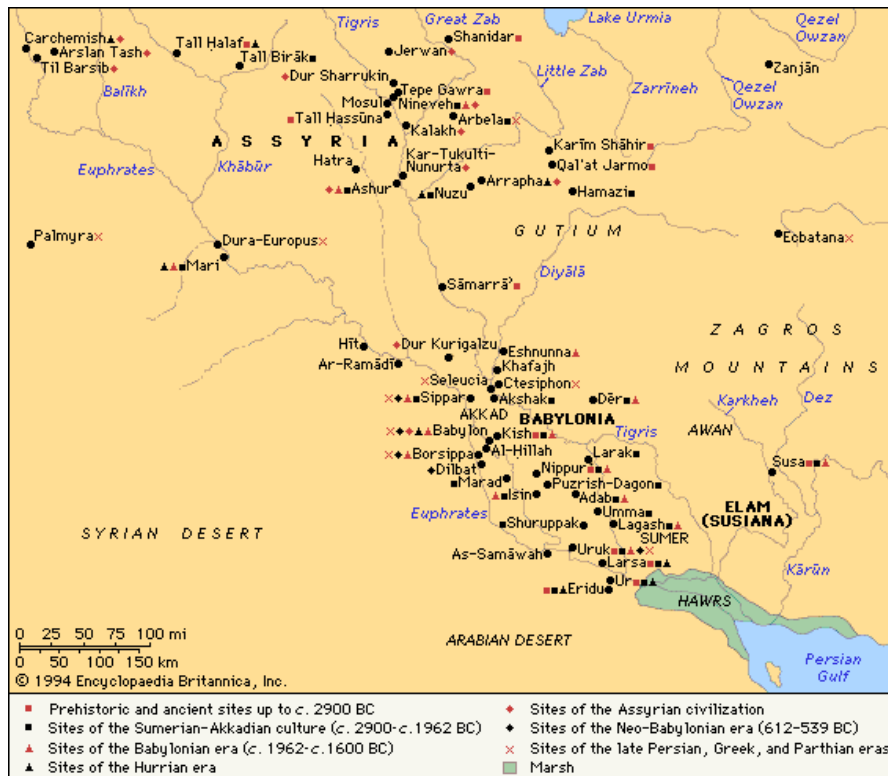 Carchemish
Arslan Tash
Til Barsib
Balīkh
Tall Ḥalaf
Tall Birāk
Tigris
Great Zab
Shanidar
Jerwan
Lake Urmia
Qezel
Owzan
Zanjān
Dur Sharrukin
Tepe Gawra
Mosul
Nineveh
Little Zab
Zarrīneh
Qezel
Owzan
Tall Hassūna
Arbela
Kalakh
ASSYRIA
Karīm Shāhir
Qal'at Jarmo
Euphrates
Khābūr
Hatra
Kar-Tukulti-
Nunurta
Ashur
Nuzu
Arrapha
Hamazi
Palmyra
Dura-Europus
Mari
GUTIUM
Ecbatana
Diyālā
Sāmarrā'
ZAGROS
MOUNTAINS
Hīt
Dur Kurigalzu
Ar-Ramādī
Eshnunna
Khafajh
Seleucia
Ctesiphon
Sippar
Akshak
Dēr
AKKAD
BABYLONIA
Karkheh
Dez
Babylon
Kish
Tigris
AWAN
Borsippa
Al-Hillah
Larak
Dilbat
Nippur
Susa
Marad
Puzrish-Dagon
Isin
Adab
ELAM
(SUSIANA)
Euphrates
Umma
Shuruppak
Lagash
SUMER
SYRIAN DESERT
As-Samāwah
Uruk
Larsa
Kārūn
Ur
Eridu
HAWRS
ARABIAN DESERT
Persian
Gulf
0 25 50 75 100 mi
0 50 100 150 km
© 1994 Encyclopaedia Britannica, Inc.
Prehistoric and ancient sites up to c. 2900 BC
Sites of the Sumerian-Akkadian culture (c. 2900-c.1962 BC)
Sites of the Babylonian era (c. 1962-c.1600 BC)
Sites of the Hurrian era
Sites of the Assyrian civilization
Sites of the Neo-Babylonian era (612-539 BC)
Sites of the late Persian, Greek, and Parthian eras
Marsh